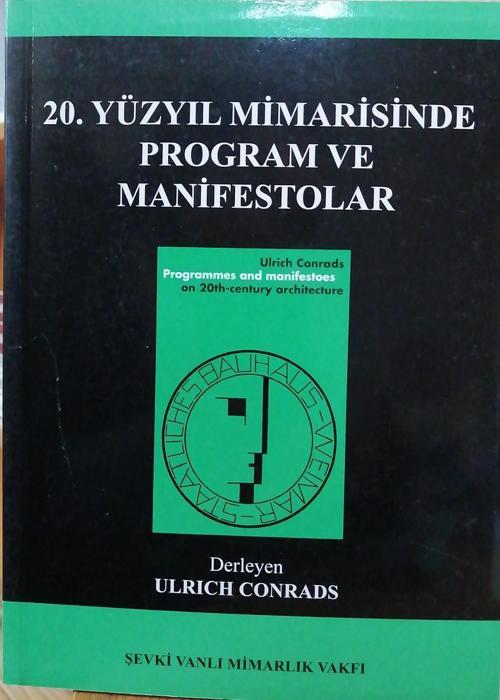 20. YÜZYIL MİMARİSİNDE
PROGRAM VE
MANİFESTOLAR
Ulrich Conrads
Programmes and manifestoes
on 20th-century architecture
STAATLICHES BAUHAUS-WEIMAR-
Derleyen
ULRICH CONRADS
ŞEVKİ VANLI MİMARLIK VAKFI